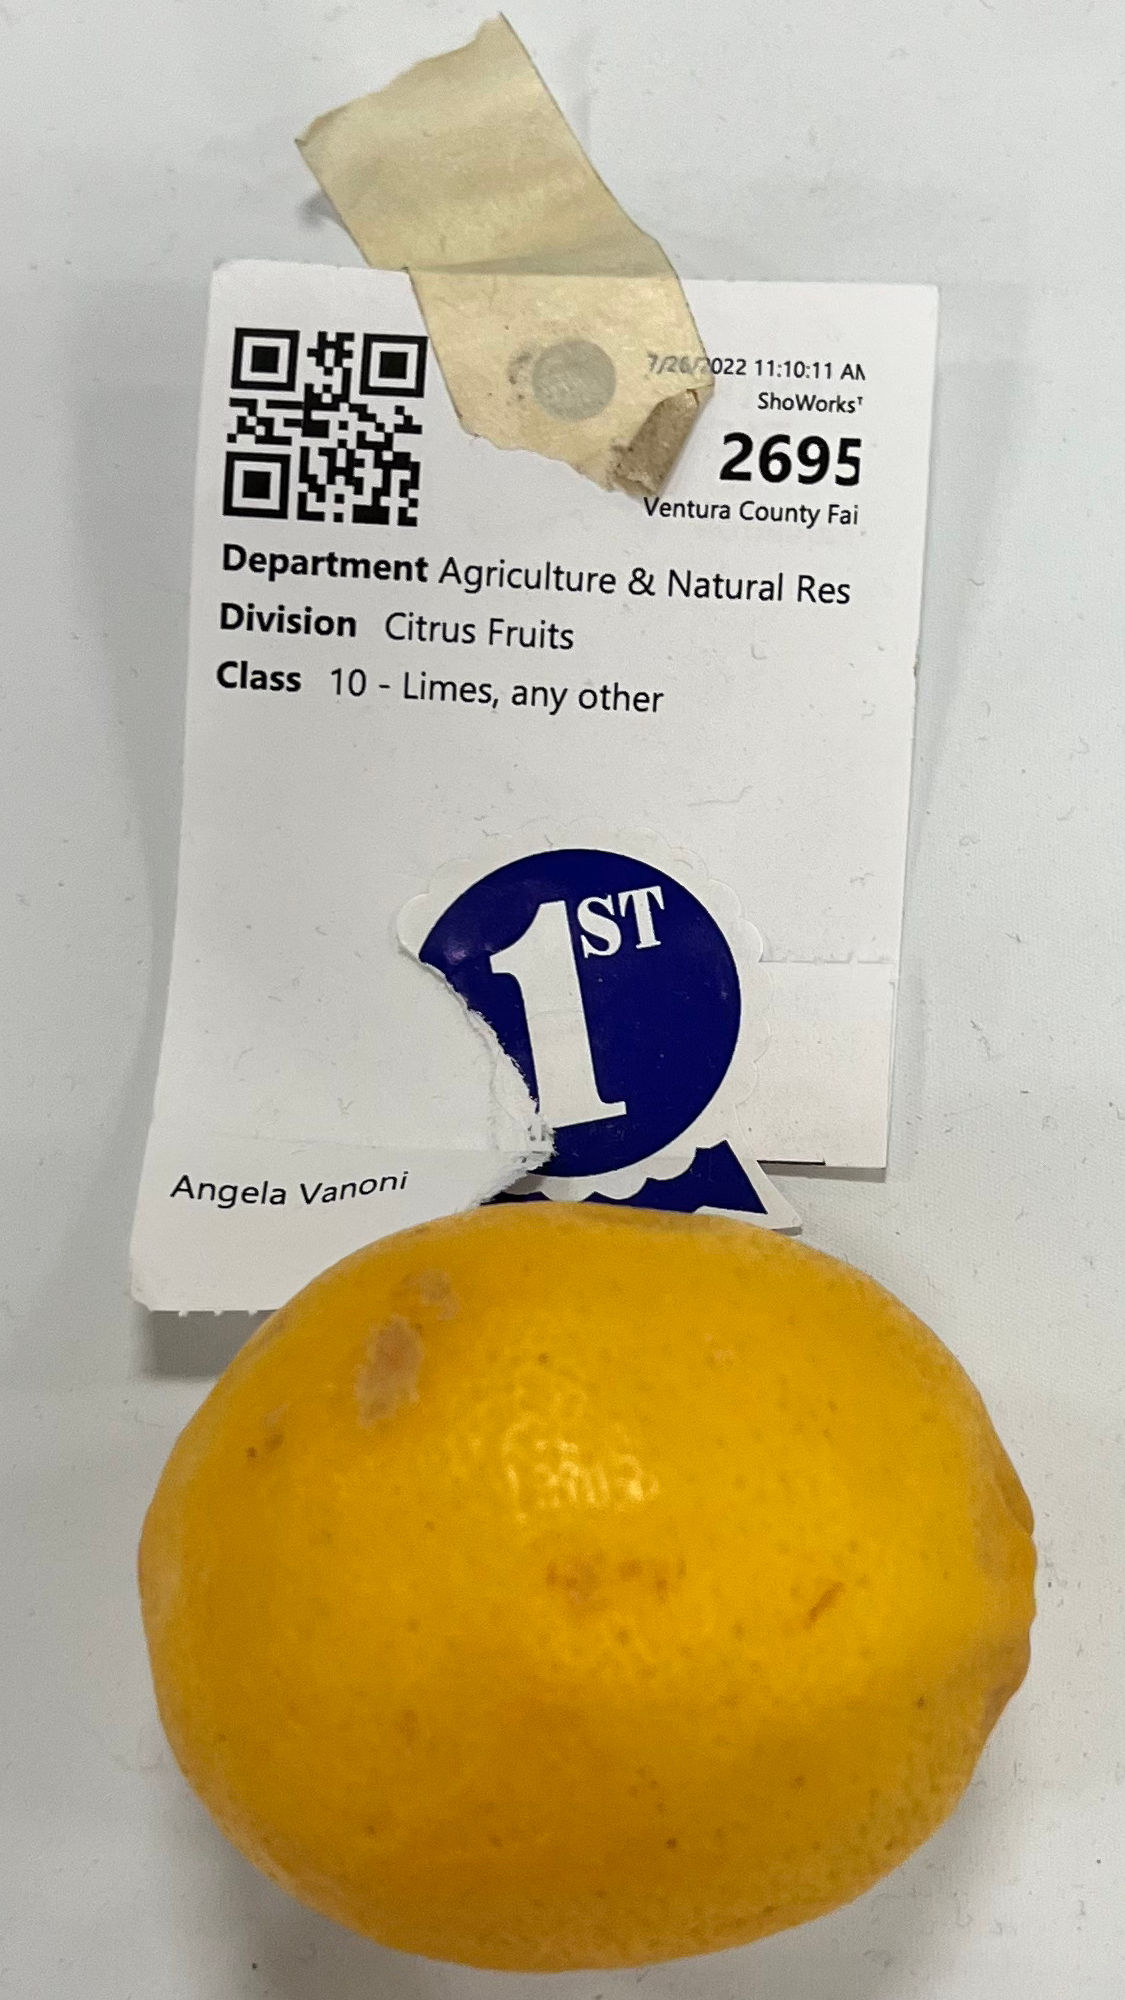 7/26/2022 11:10:11 AM
ShoWorks
2695
Ventura County Fai
Department Agriculture & Natural Res
Division Citrus Fruits
Class 10 - Limes, any other
1ST
Angela Vanoni